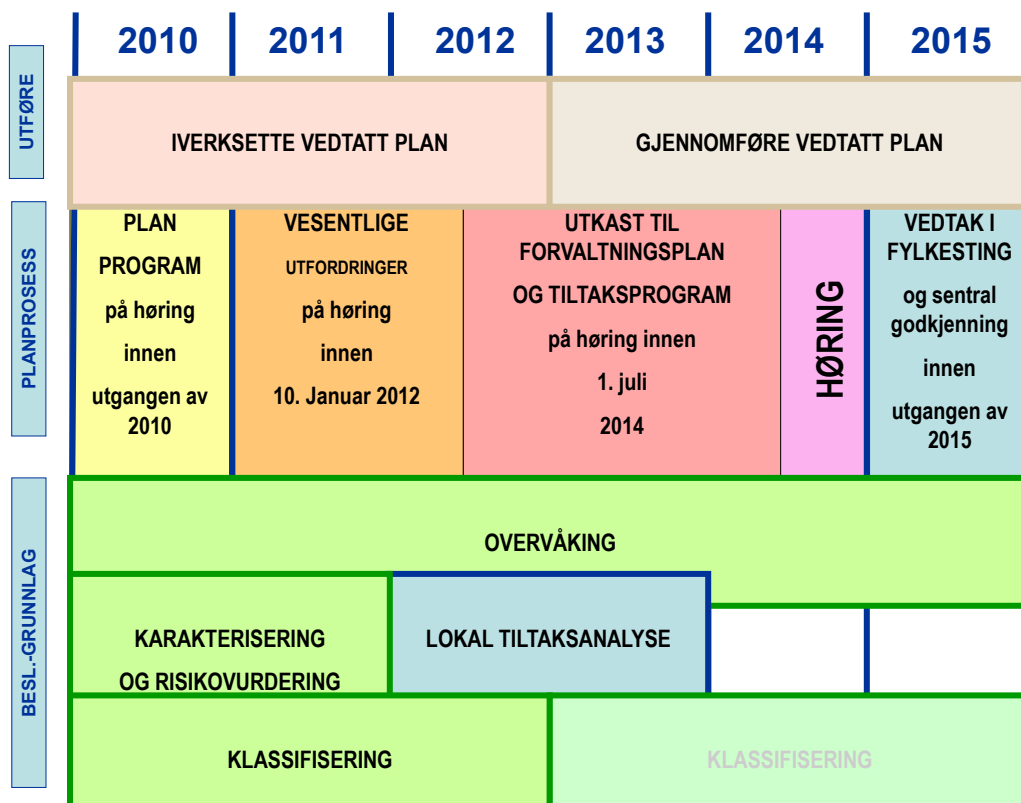 2010
2011
2012
2013
2014
2015
UTFØRE
IVERKSETTE VEDTATT PLAN
GJENNOMFØRE VEDTATT PLAN
PLANPROSESS
PLAN
PROGRAM
på høring
innen
utgangen av
2010
VESENTLIGE
UTFORDRINGER
på høring
innen
10. Januar 2012
UTKAST TIL
FORVALTNINGSPLAN
OG TILTAKSPROGRAM
på høring innen
1. juli
2014
HØRING
VEDTAK I
FYLKESTING
og sentral
godkjenning
innen
utgangen av
2015
BESL.-GRUNNLAG
OVERVÅKING
KARAKTERISERING
OG RISIKOVURDERING
LOKAL TILTAKSANALYSE
KLASSIFISERING
KLASSIFISERING